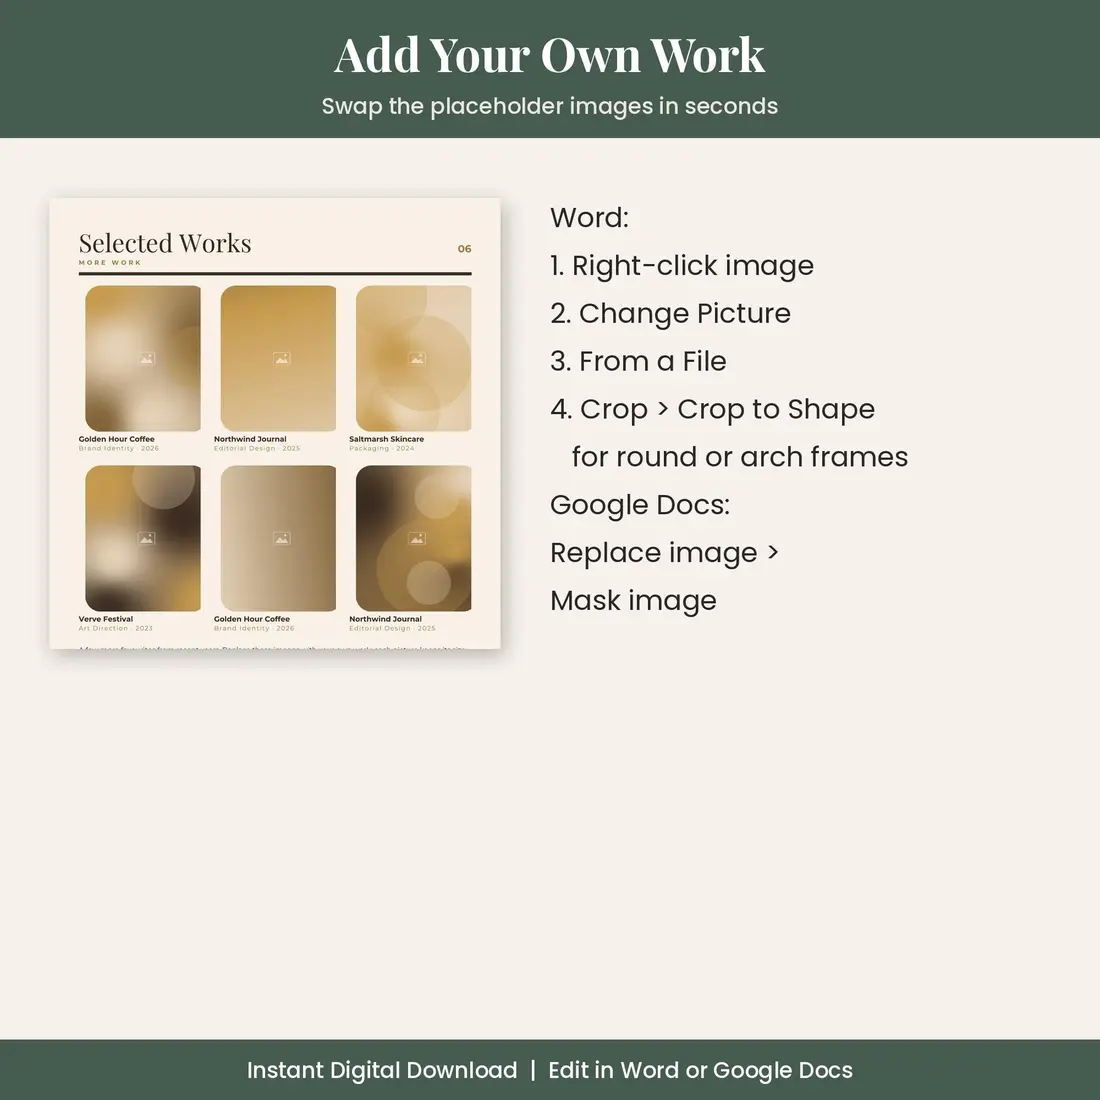 Add Your Own Work
Swap the placeholder images in seconds
Selected Works
06
MORE WORK
Golden Hour Coffee
Brand Identity · 2026
Northwind Journal
Editorial Design · 2025
Saltmarsh Skincare
Packaging · 2024
Verve Festival
Art Direction · 2023
Golden Hour Coffee
Brand Identity · 2026
Northwind Journal
Editorial Design · 2025
Word:
1. Right-click image
2. Change Picture
3. From a File
4. Crop > Crop to Shape
for round or arch frames
Google Docs:
Replace image >
Mask image
Instant Digital Download | Edit in Word or Google Docs